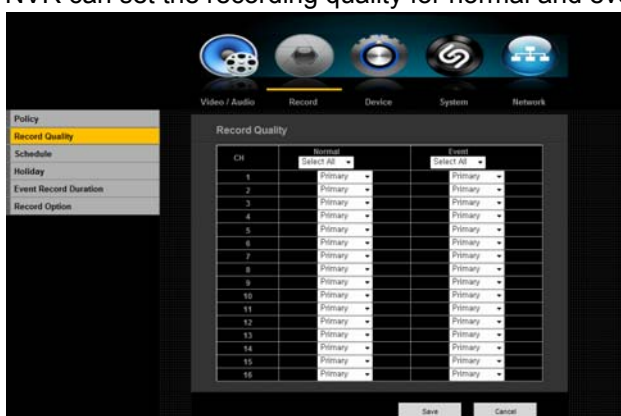 NVR can set the recording quality for normal and
Video / Audio Record Device System Network
Policy
Record Quality
Schedule
Holiday
Event Record Duration
Record Option
Record Quality
CH Normal Event
Select All Select All
1 Primary Primary
2 Primary Primary
3 Primary Primary
4 Primary Primary
5 Primary Primary
6 Primary Primary
7 Primary Primary
8 Primary Primary
9 Primary Primary
10 Primary Primary
11 Primary Primary
12 Primary Primary
13 Primary Primary
14 Primary Primary
15 Primary Primary
16 Primary Primary
Save Cancel